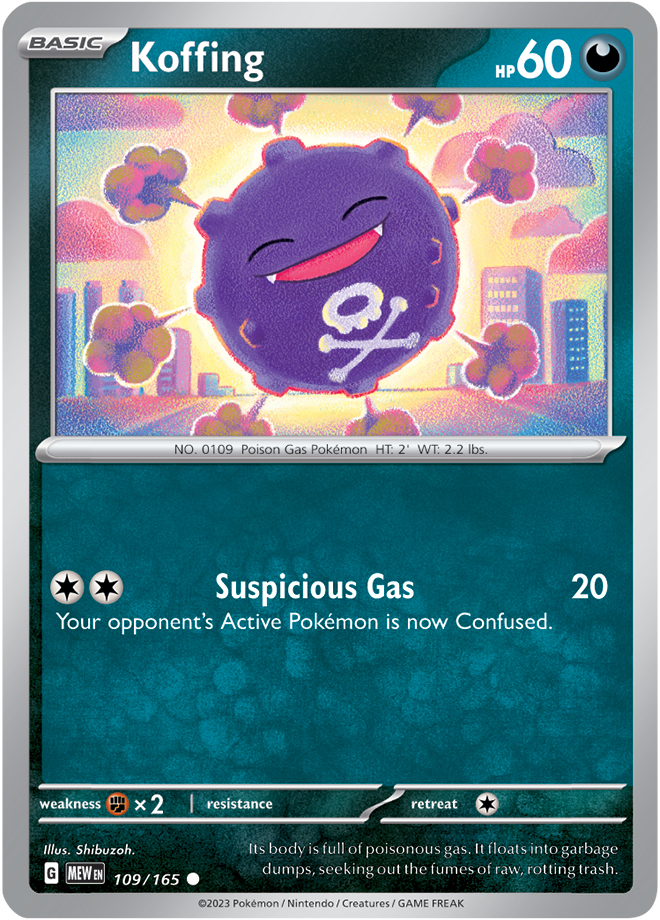 BASIC Koffing HP 60
NO. 0109 Poison Gas Pokémon HT: 2' WT: 2.2 lbs.
Suspicious Gas 20
Your opponent's Active Pokémon is now Confused.
weakness ×2 resistance retreat
Illus. Shibuzoh.
Its body is full of poisonous gas. It floats into garbage
dumps, seeking out the fumes of raw, rotting trash.
G MEW EN 109/165
©2023 Pokémon / Nintendo / Creatures / GAME FREAK